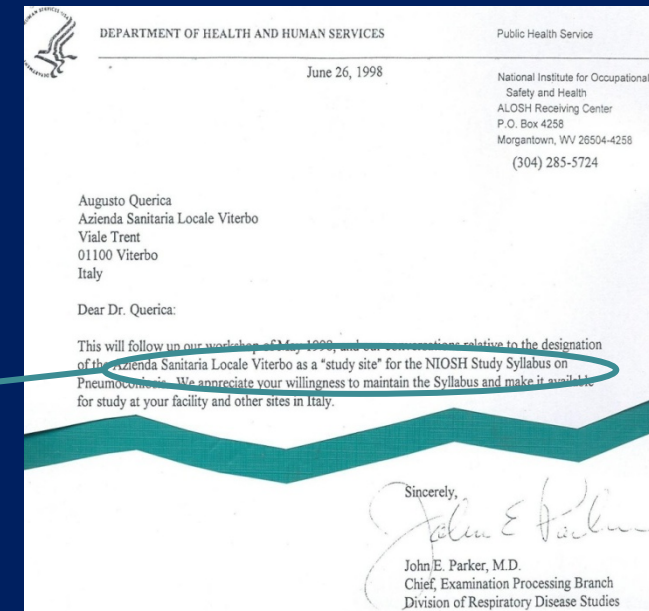 DEPARTMENT OF HEALTH AND HUMAN SERVICES
Public Health Service
June 26, 1998
National Institute for Occupational
Safety and Health
ALOSH Receiving Center
P.O. Box 4258
Morgantown, WV 26504-4258
(304) 285-5724
Augusto Querica
Azienda Sanitaria Locale Viterbo
Viale Trent
01100 Viterbo
Italy
Dear Dr. Querica:
This will follow up our workshop of May 1998, and our conversations relative to the designation
of the Azienda Sanitaria Locale Viterbo as a "study site" for the NIOSH Study Syllabus on
Pneumoconiosis. We appreciate your willingness to maintain the Syllabus and make it available
for study at your facility and other sites in Italy.
Sincerely,
John E Parker
John E. Parker, M.D.
Chief, Examination Processing Branch
Division of Respiratory Disease Studies